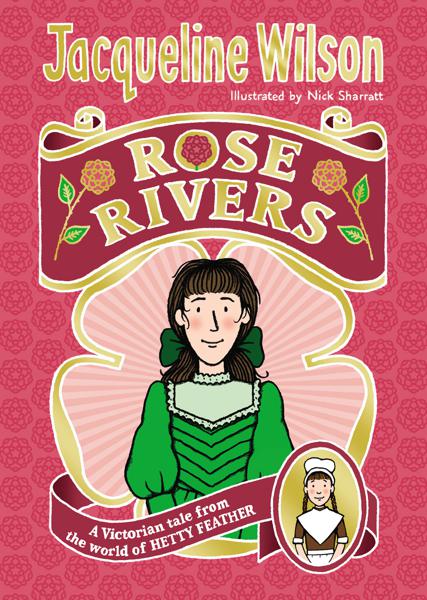 Jacqueline Wilson
Illustrated by Nick Sharratt
ROSE
RIVERS
A Victorian tale from
the world of HETTY FEATHER